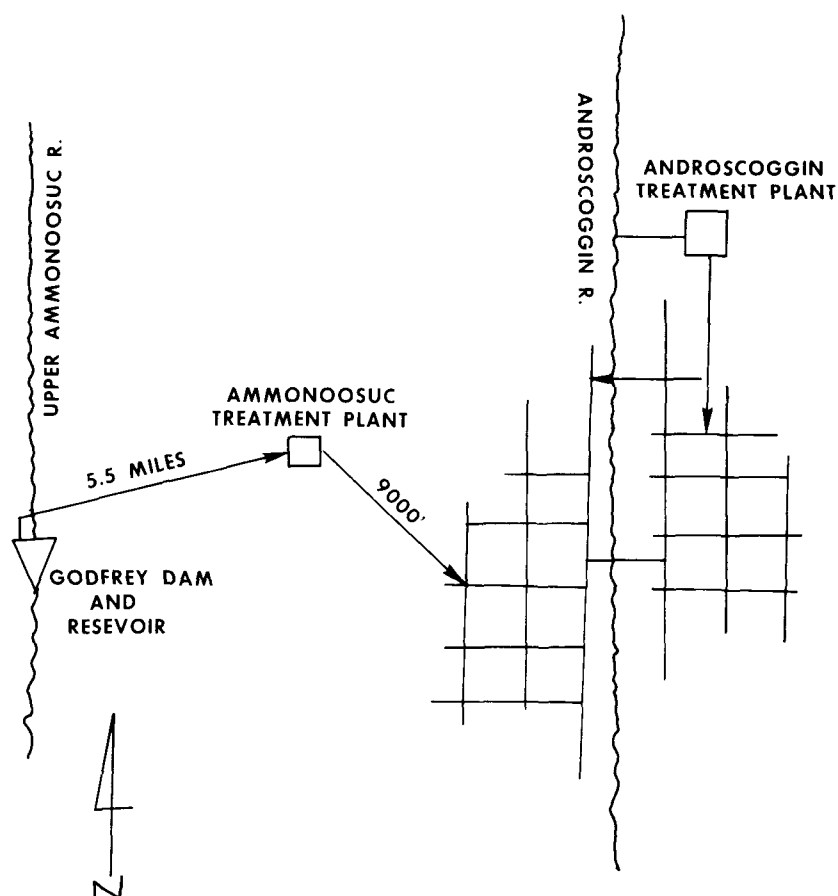 UPPER AMMONOOSUC R.
ANDROSCOGGIN R.
ANDROSCOGGIN
TREATMENT PLANT
AMMONOOSUC
TREATMENT PLANT
5.5 MILES
9000'
GODFREY DAM
AND
RESEVOIR
N